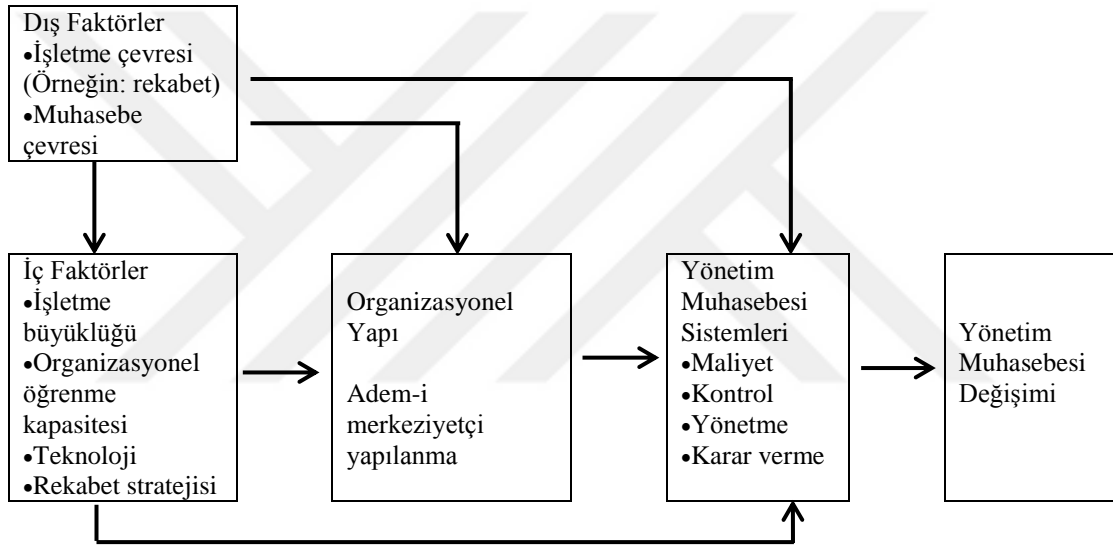 Dış Faktörler
•İşletme çevresi
(Örneğin: rekabet)
•Muhasebe
çevresi
İç Faktörler
•İşletme
büyüklüğü
•Organizasyonel
öğrenme
kapasitesi
•Teknoloji
•Rekabet stratejisi
Organizasyonel
Yapı
Adem-i
merkeziyetçi
yapılanma
Yönetim
Muhasebesi
Sistemleri
•Maliyet
•Kontrol
•Yönetme
•Karar verme
Yönetim
Muhasebesi
Değişimi